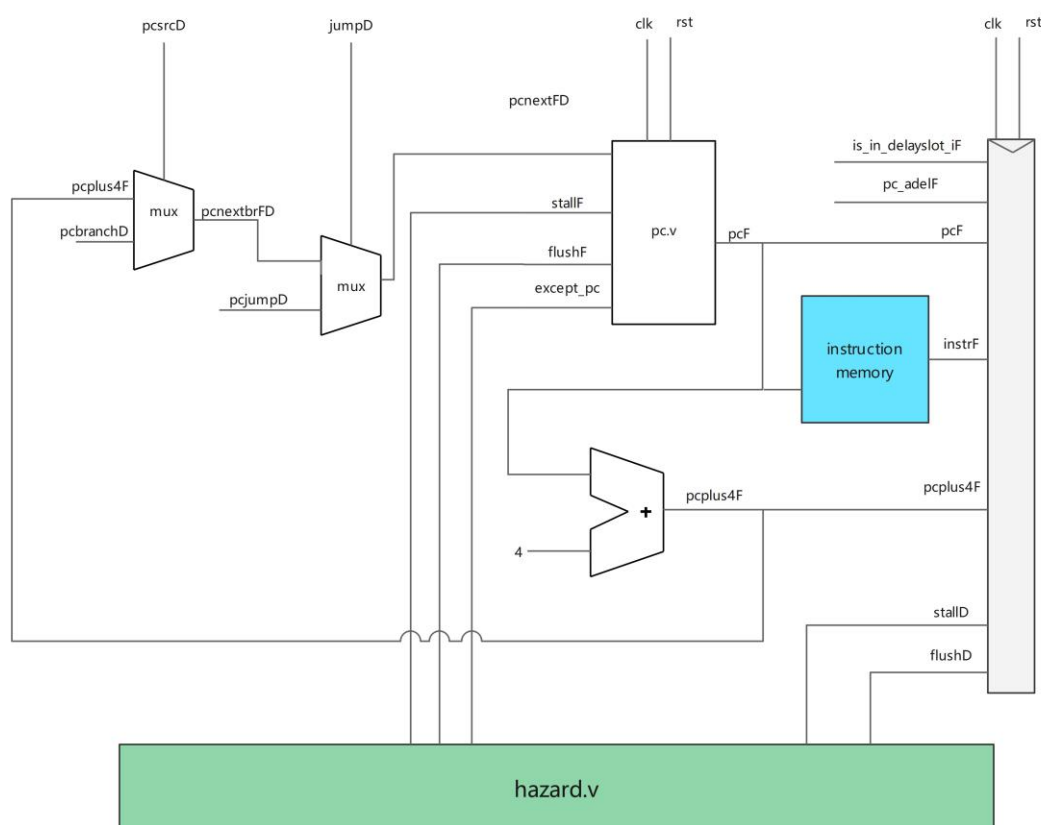 pcsrcD
jumpD
clk
rst
clk
rst
pcnextFD
is_in_delayslot_iF
pcplus4F
mux
pcnextbrFD
pc_adelF
stallF
pcbranchD
pc.v
pcF
pcF
flushF
mux
except_pc
pcjumpD
instruction
memory
instrF
pcplus4F
pcplus4F
+
4
stallD
flushD
hazard.v